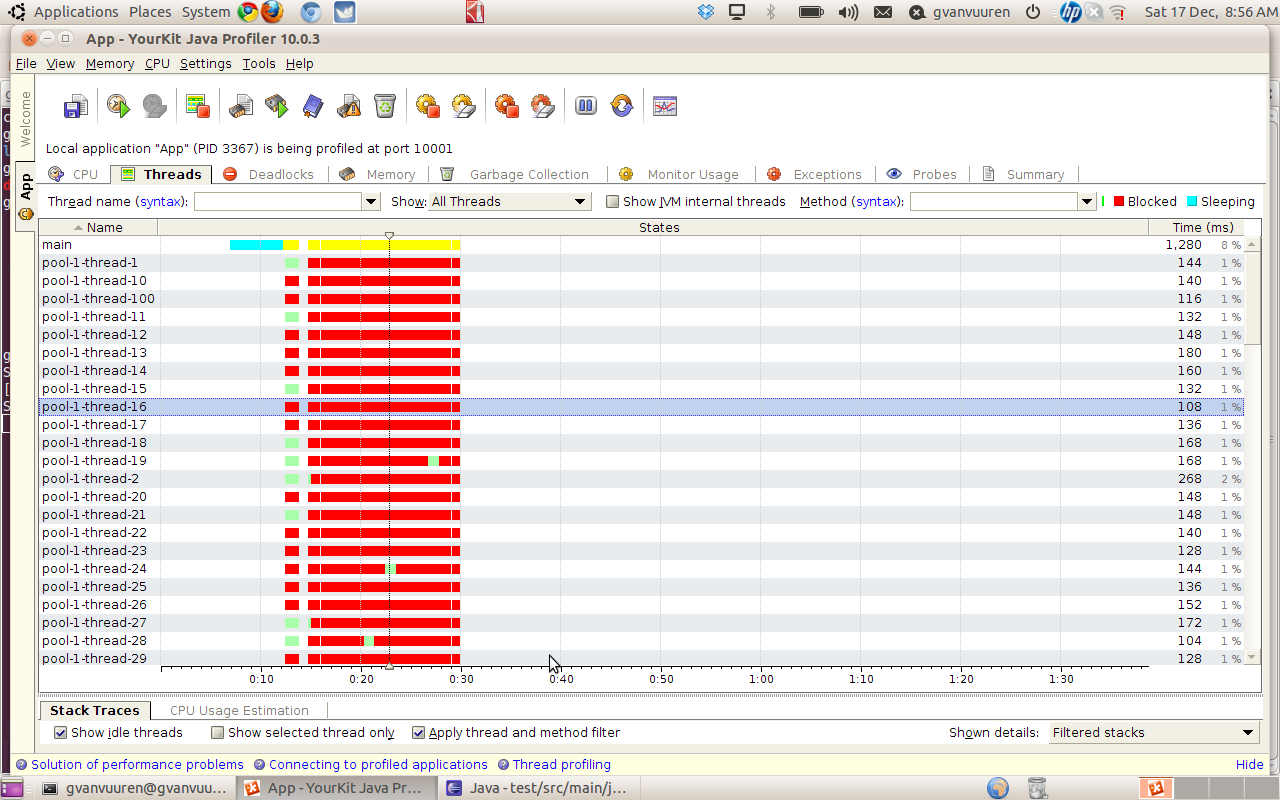 Applications Places System gvanvuuren Sat 17 Dec, 8:56 AM
App - YourKit Java Profiler 10.0.3
File View Memory CPU Settings Tools Help
Welcome
App
Local application "App" (PID 3367) is being profiled at port 10001
CPU Threads Deadlocks Memory Garbage Collection Monitor Usage Exceptions Probes Summary
Thread name (syntax): Show: All Threads Show JVM internal threads Method (syntax): Blocked Sleeping
Name States Time (ms)
main 1,280 8 %
pool-1-thread-1 144 1 %
pool-1-thread-10 140 1 %
pool-1-thread-100 116 1 %
pool-1-thread-11 132 1 %
pool-1-thread-12 148 1 %
pool-1-thread-13 180 1 %
pool-1-thread-14 160 1 %
pool-1-thread-15 132 1 %
pool-1-thread-16 108 1 %
pool-1-thread-17 136 1 %
pool-1-thread-18 168 1 %
pool-1-thread-19 168 1 %
pool-1-thread-2 268 2 %
pool-1-thread-20 148 1 %
pool-1-thread-21 148 1 %
pool-1-thread-22 140 1 %
pool-1-thread-23 128 1 %
pool-1-thread-24 144 1 %
pool-1-thread-25 136 1 %
pool-1-thread-26 152 1 %
pool-1-thread-27 172 1 %
pool-1-thread-28 104 1 %
pool-1-thread-29 128 1 %
0:10 0:20 0:30 0:40 0:50 1:00 1:10 1:20 1:30
Stack Traces CPU Usage Estimation
Show idle threads Show selected thread only Apply thread and method filter Shown details: Filtered stacks
Solution of performance problems Connecting to profiled applications Thread profiling Hide
gvanvuuren@gvanvuu... App - YourKit Java Pr... Java - test/src/main/j...